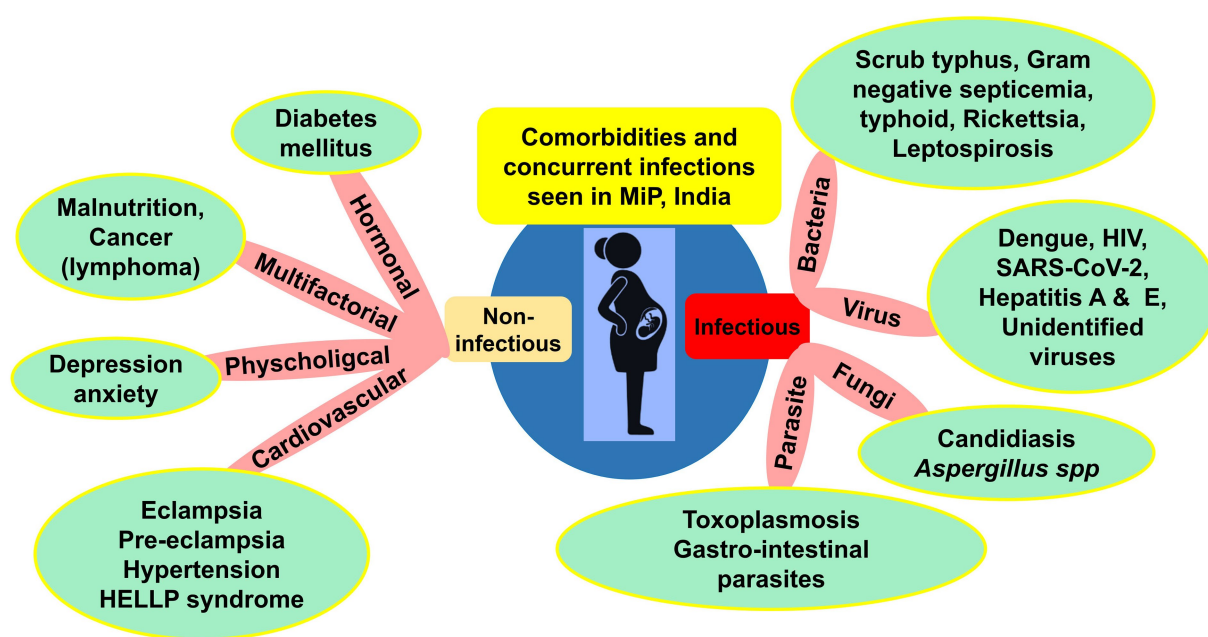 Comorbidities and
concurrent infections
seen in MiP, India
Non-
infectious
Hormonal
Diabetes
mellitus
Multifactorial
Malnutrition,
Cancer
(lymphoma)
Physcholigcal
Depression
anxiety
Cardiovascular
Eclampsia
Pre-eclampsia
Hypertension
HELLP syndrome
Infectious
Bacteria
Scrub typhus, Gram
negative septicemia,
typhoid, Rickettsia,
Leptospirosis
Virus
Dengue, HIV,
SARS-CoV-2,
Hepatitis A & E,
Unidentified
viruses
Fungi
Candidiasis
Aspergillus spp
Parasite
Toxoplasmosis
Gastro-intestinal
parasites